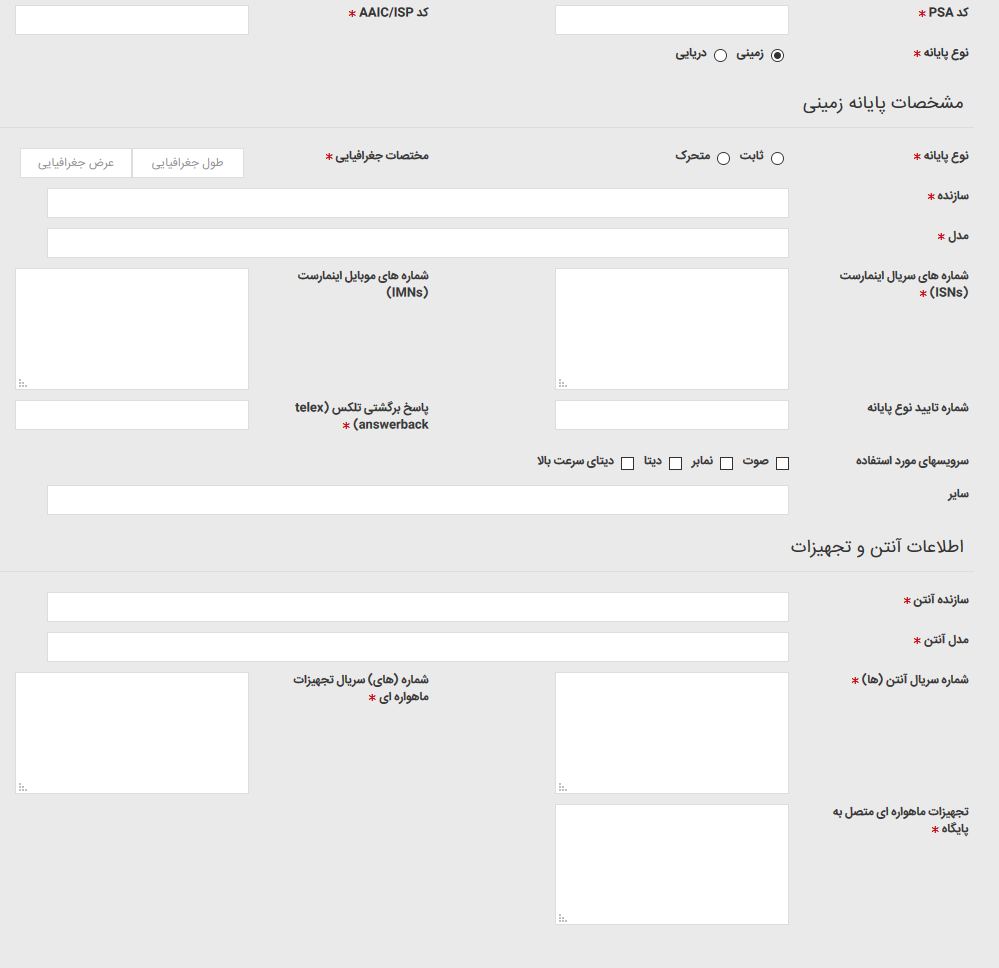 کد PSA * کد AAIC/ISP *
نوع پایانه * زمینی دریایی
مشخصات پایانه زمینی
نوع پایانه * ثابت متحرک مختصات جغرافیایی * طول جغرافیایی عرض جغرافیایی
سازنده *
مدل *
شماره های سریال اینمارست
(ISNs) *
شماره های موبایل اینمارست
(IMNs)
شماره تایید نوع پایانه
پاسخ برگشتی تلکس (telex
answerback) *
سرویسهای مورد استفاده صوت نمابر دیتا دیتای سرعت بالا
سایر
اطلاعات آنتن و تجهیزات
سازنده آنتن *
مدل آنتن *
شماره سریال آنتن (ها) *
شماره (های) سریال تجهیزات
ماهواره ای *
تجهیزات ماهواره ای متصل به
پایگاه *